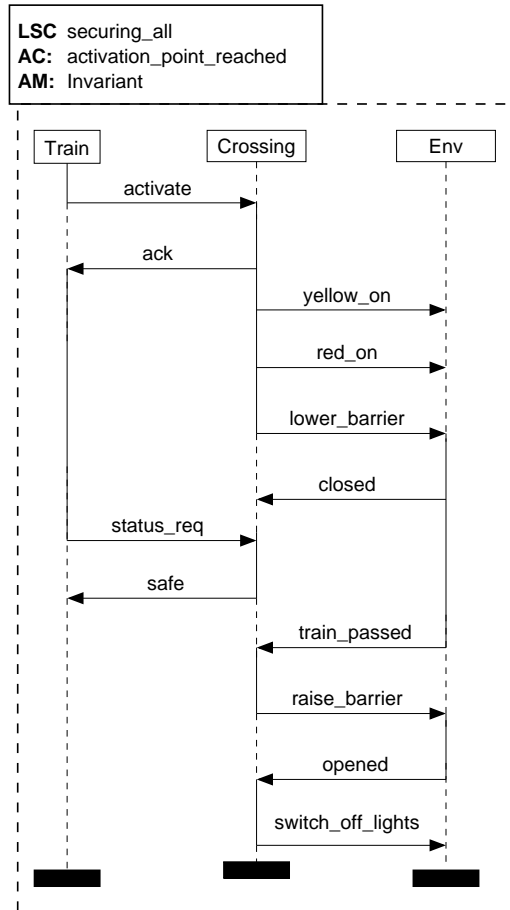 LSC securing_all
AC: activation_point_reached
AM: Invariant
Train Crossing Env
activate
ack
yellow_on
red_on
lower_barrier
closed
status_req
safe
train_passed
raise_barrier
opened
switch_off_lights